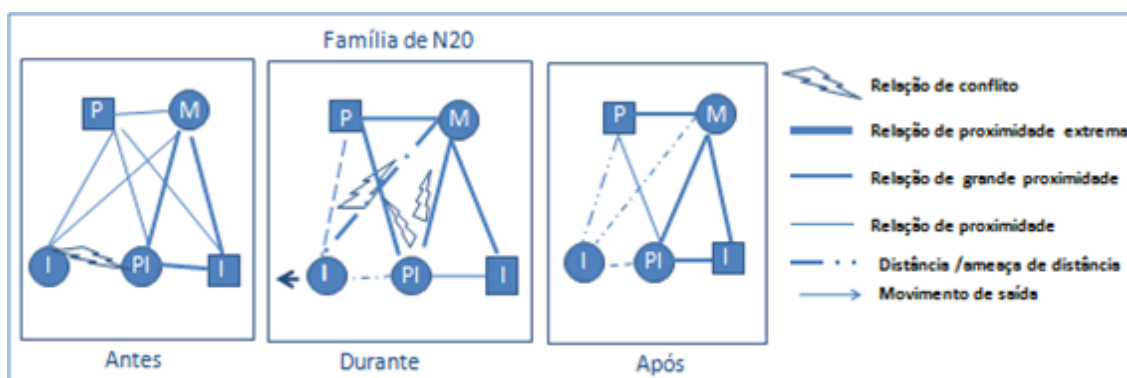 Família de N20
P M
I PI I
Antes
P M
I PI I
Durante
P M
I PI I
Após
Relação de conflito
Relação de proximidade extrema
Relação de grande proximidade
Relação de proximidade
Distância /ameaça de distância
Movimento de saída